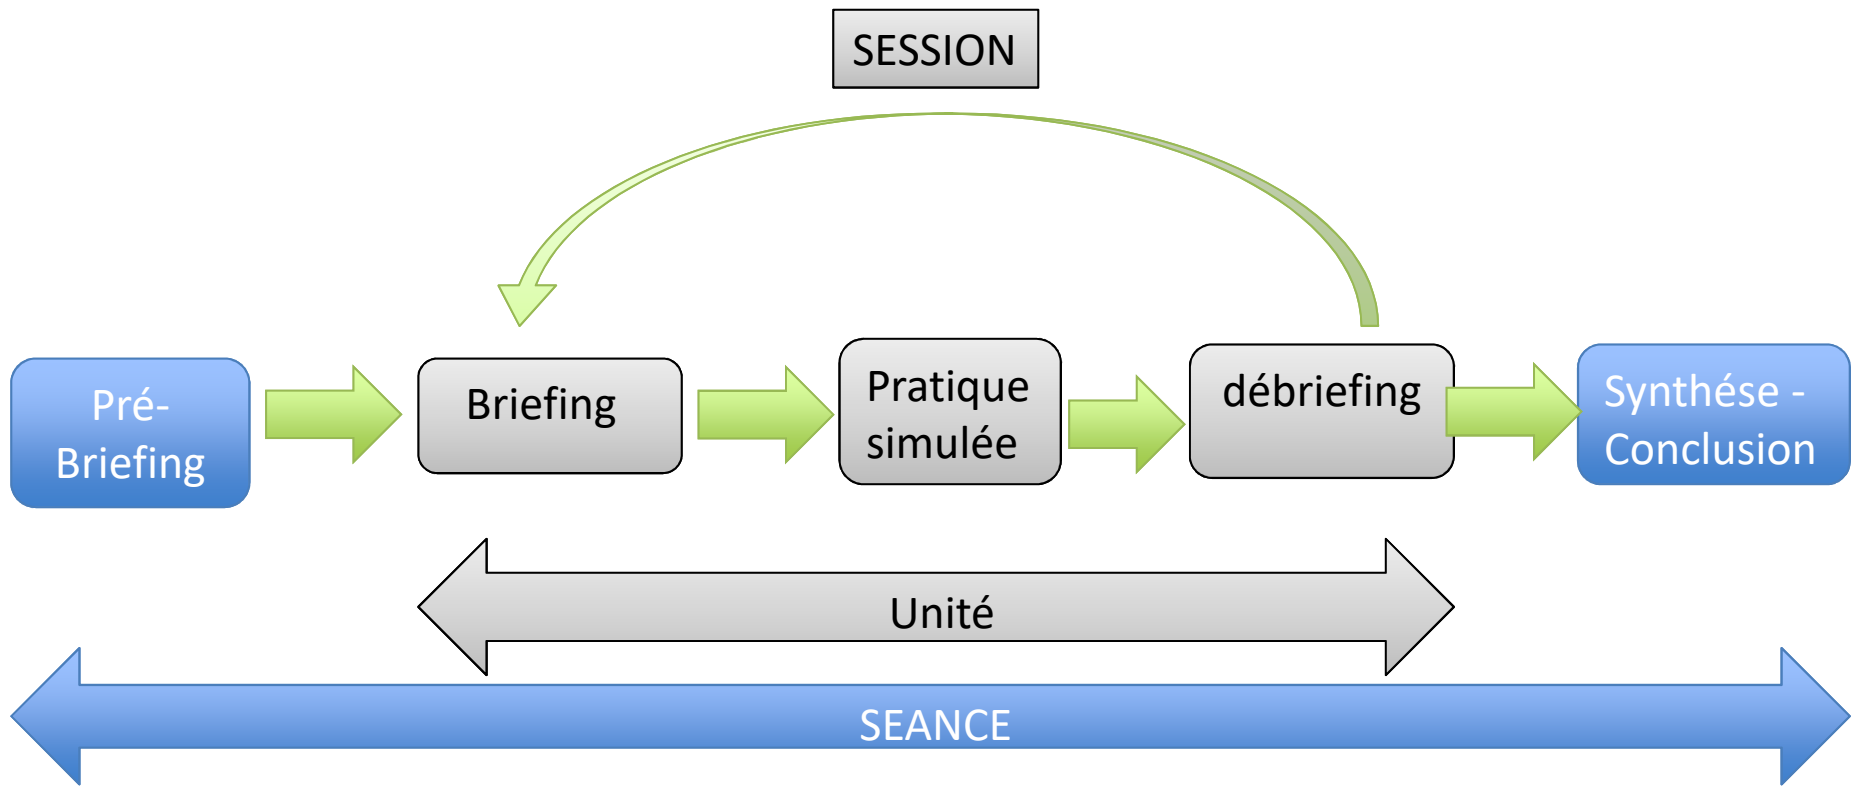 SESSION
Pré-
Briefing
Briefing
Pratique
simulée
débriefing
Synthése -
Conclusion
Unité
SEANCE